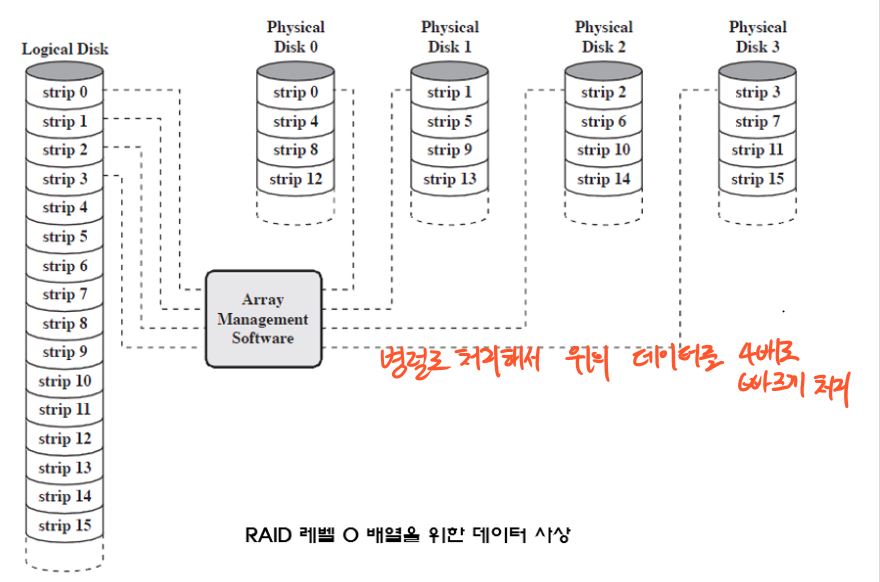 Logical Disk
strip 0
strip 1
strip 2
strip 3
strip 4
strip 5
strip 6
strip 7
strip 8
strip 9
strip 10
strip 11
strip 12
strip 13
strip 14
strip 15
Physical
Disk 0
strip 0
strip 4
strip 8
strip 12
Physical
Disk 1
strip 1
strip 5
strip 9
strip 13
Physical
Disk 2
strip 2
strip 6
strip 10
strip 14
Physical
Disk 3
strip 3
strip 7
strip 11
strip 15
Array
Management
Software
병렬로 처리해서 위의 데이터를 4배로
빠르게 처리
RAID 레벨 0 배열을 위한 데이터 사상